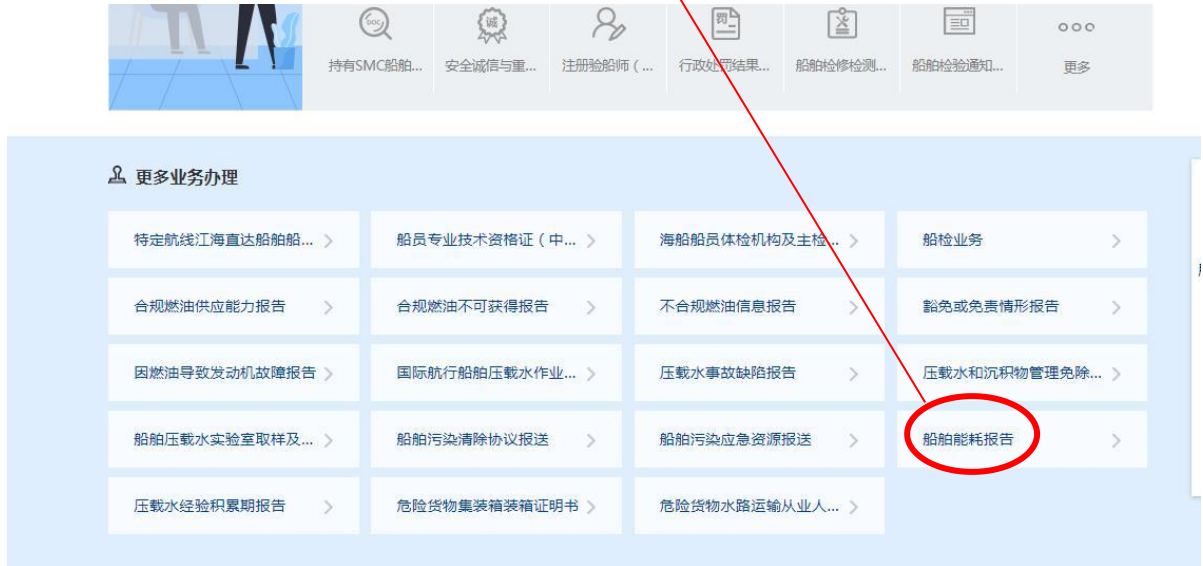 持有SMC船舶... 安全诚信与重... 注册验船师（... 行政处罚结果... 船舶检修检测... 船舶检验通知... 更多
更多业务办理
特定航线江海直达船舶船... 船员专业技术资格证（中... 海船船员体检机构及主检... 船检业务
合规燃油供应能力报告 合规燃油不可获得报告 不合规燃油信息报告 豁免或免责情形报告
因燃油导致发动机故障报告 国际航行船舶压载水作业... 压载水事故缺陷报告 压载水和沉积物管理免除...
船舶压载水实验室取样及... 船舶污染清除协议报送 船舶污染应急资源报送 船舶能耗报告
压载水经验积累期报告 危险货物集装箱装箱证明书 危险货物水路运输从业人...